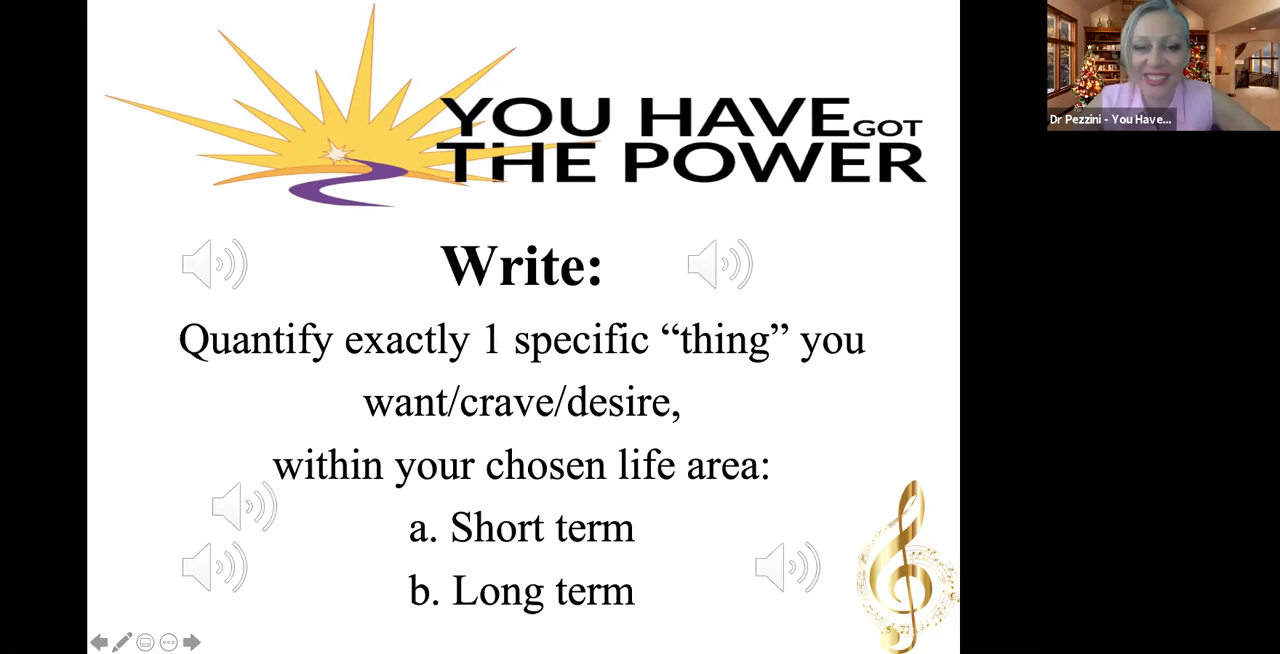 YOU HAVE GOT
THE POWER
Write:
Quantify exactly 1 specific “thing” you
want/crave/desire,
within your chosen life area:
a. Short term
b. Long term
Dr Pezzini - You Have...